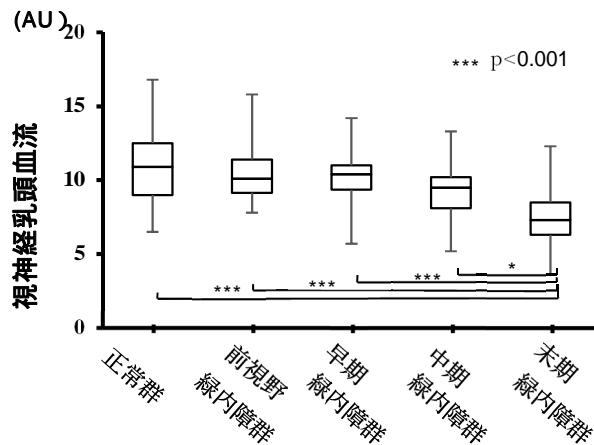 (AU)
20
*** p<0.001
15
10
5
0
視神経乳頭血流
*
***
***
***
正常群
前視野
緑内障群
早期
緑内障群
中期
緑内障群
末期
緑内障群